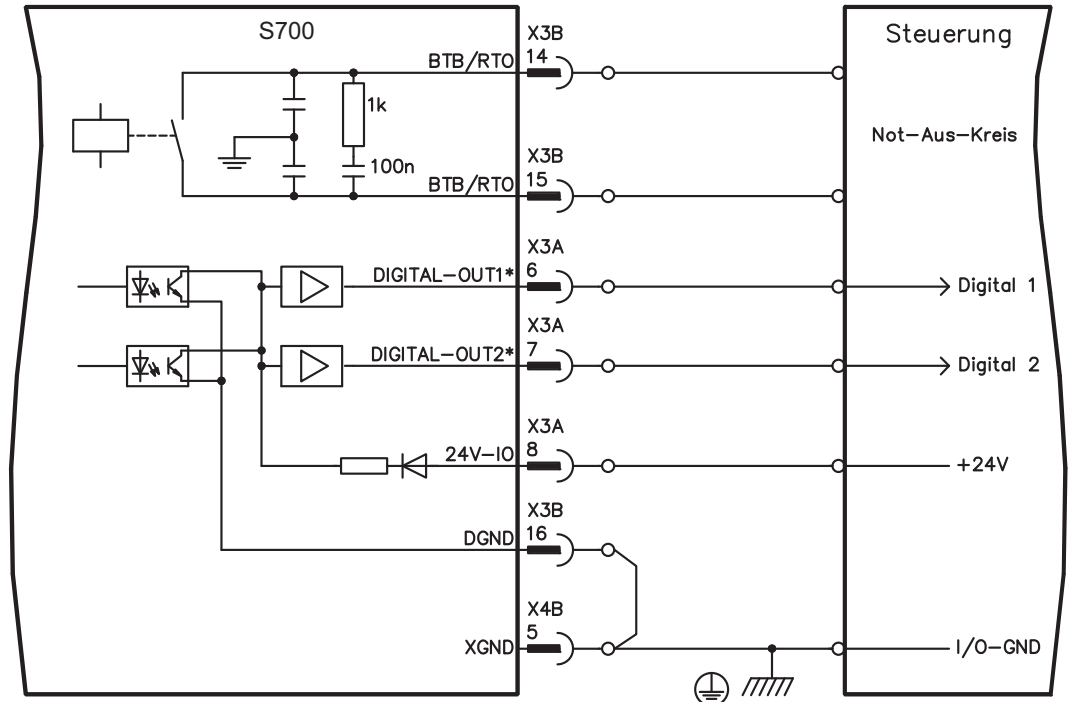 S700
Steuerung
X3B
BTB/RTO 14
1k
Not-Aus-Kreis
100n
X3B
BTB/RTO 15
X3A
DIGITAL-OUT1* 6
Digital 1
X3A
DIGITAL-OUT2* 7
Digital 2
X3A
24V-IO 8
+24V
X3B
DGND 16
X4B
XGND 5
I/O-GND